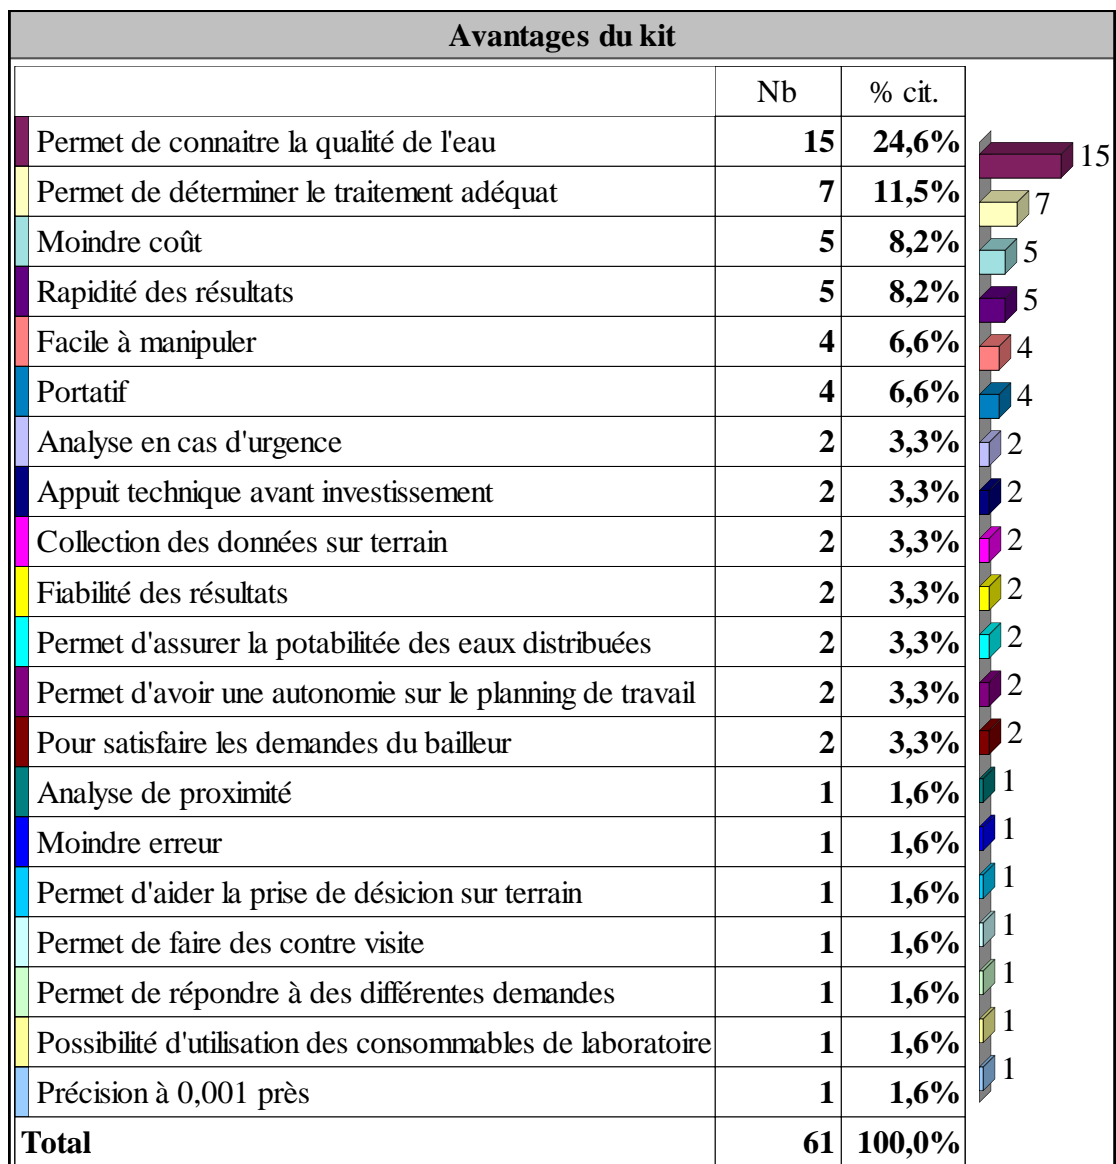 Avantages du kit
Nb % cit.
Permet de connaitre la qualité de l'eau 15 24,6% 15
Permet de déterminer le traitement adéquat 7 11,5% 7
Moindre coût 5 8,2% 5
Rapidité des résultats 5 8,2% 5
Facile à manipuler 4 6,6% 4
Portatif 4 6,6% 4
Analyse en cas d'urgence 2 3,3% 2
Appuit technique avant investissement 2 3,3% 2
Collection des données sur terrain 2 3,3% 2
Fiabilité des résultats 2 3,3% 2
Permet d'assurer la potabilitée des eaux distribuées 2 3,3% 2
Permet d'avoir une autonomie sur le planning de travail 2 3,3% 2
Pour satisfaire les demandes du bailleur 2 3,3% 2
Analyse de proximité 1 1,6% 1
Moindre erreur 1 1,6% 1
Permet d'aider la prise de désicion sur terrain 1 1,6% 1
Permet de faire des contre visite 1 1,6% 1
Permet de répondre à des différentes demandes 1 1,6% 1
Possibilité d'utilisation des consommables de laboratoire 1 1,6% 1
Précision à 0,001 près 1 1,6% 1
Total 61 100,0%